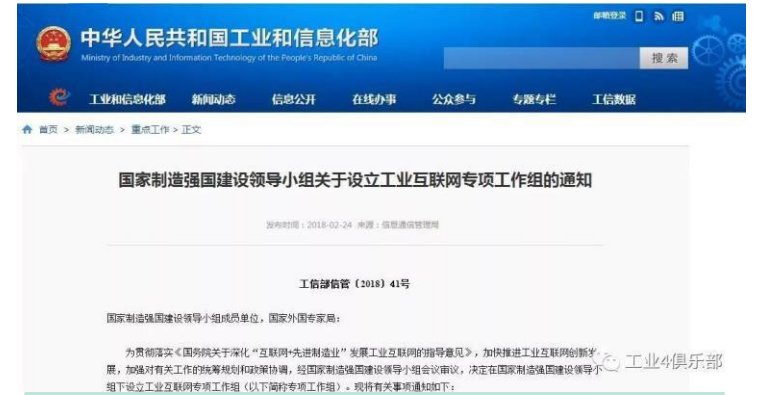 邮箱登录
中华人民共和国工业和信息化部
Ministry of Industry and Information Technology of the People's Republic of China
搜索
工业和信息化部 新闻动态 信息公开 在线办事 公众参与 专题专栏 工信数据
首页 > 新闻动态 > 重点工作 > 正文
国家制造强国建设领导小组关于设立工业互联网专项工作组的通知
发布时间：2018-02-24 来源：信息通信管理局
工信部信管〔2018〕41号
国家制造强国建设领导小组成员单位，国家外国专家局：
为贯彻落实《国务院关于深化“互联网+先进制造业”发展工业互联网的指导意见》，加快推进工业互联网创新发
展，加强对有关工作的统筹规划和政策协调，经国家制造强国建设领导小组会议审议，决定在国家制造强国建设领导小
组下设立工业互联网专项工作组（以下简称专项工作组）。现将有关事项通知如下：
工业4俱乐部